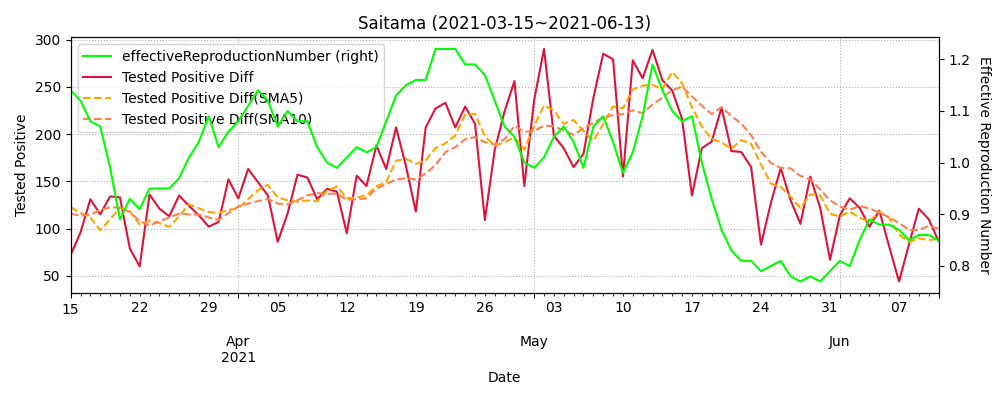 Saitama (2021-03-15~2021-06-13)
effectiveReproductionNumber (right)
Tested Positive Diff
Tested Positive Diff(SMA5)
Tested Positive Diff(SMA10)
Tested Positive
300
250
200
150
100
50
1.2
1.1
1.0
0.9
0.8
Effective Reproduction Number
15 22 29 05 12 19 26 03 10 17 24 31 07
Apr May Jun
2021
Date